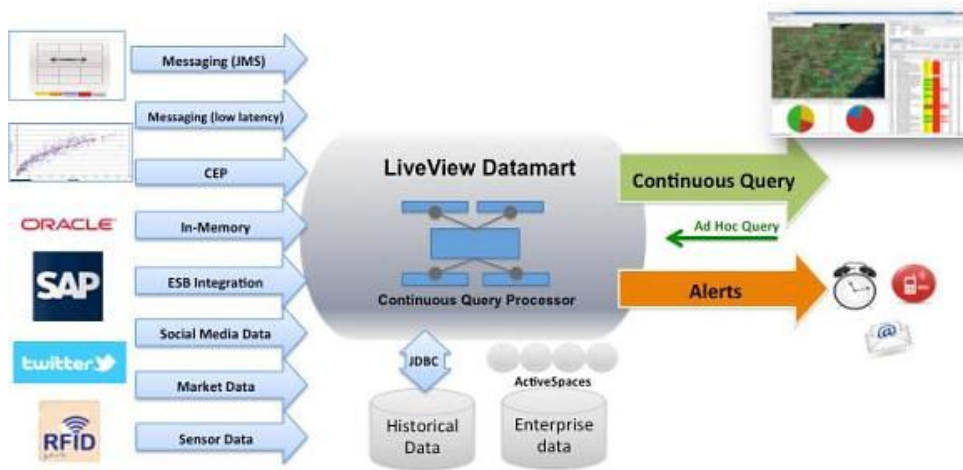 Messaging (JMS)
Messaging (low latency)
CEP
ORACLE
In-Memory
SAP
ESB Integration
Social Media Data
twitter
Market Data
RFID
Sensor Data
LiveView Datamart
Continuous Query Processor
JDBC
Historical
Data
ActiveSpaces
Enterprise
data
Continuous Query
Ad Hoc Query
Alerts
@